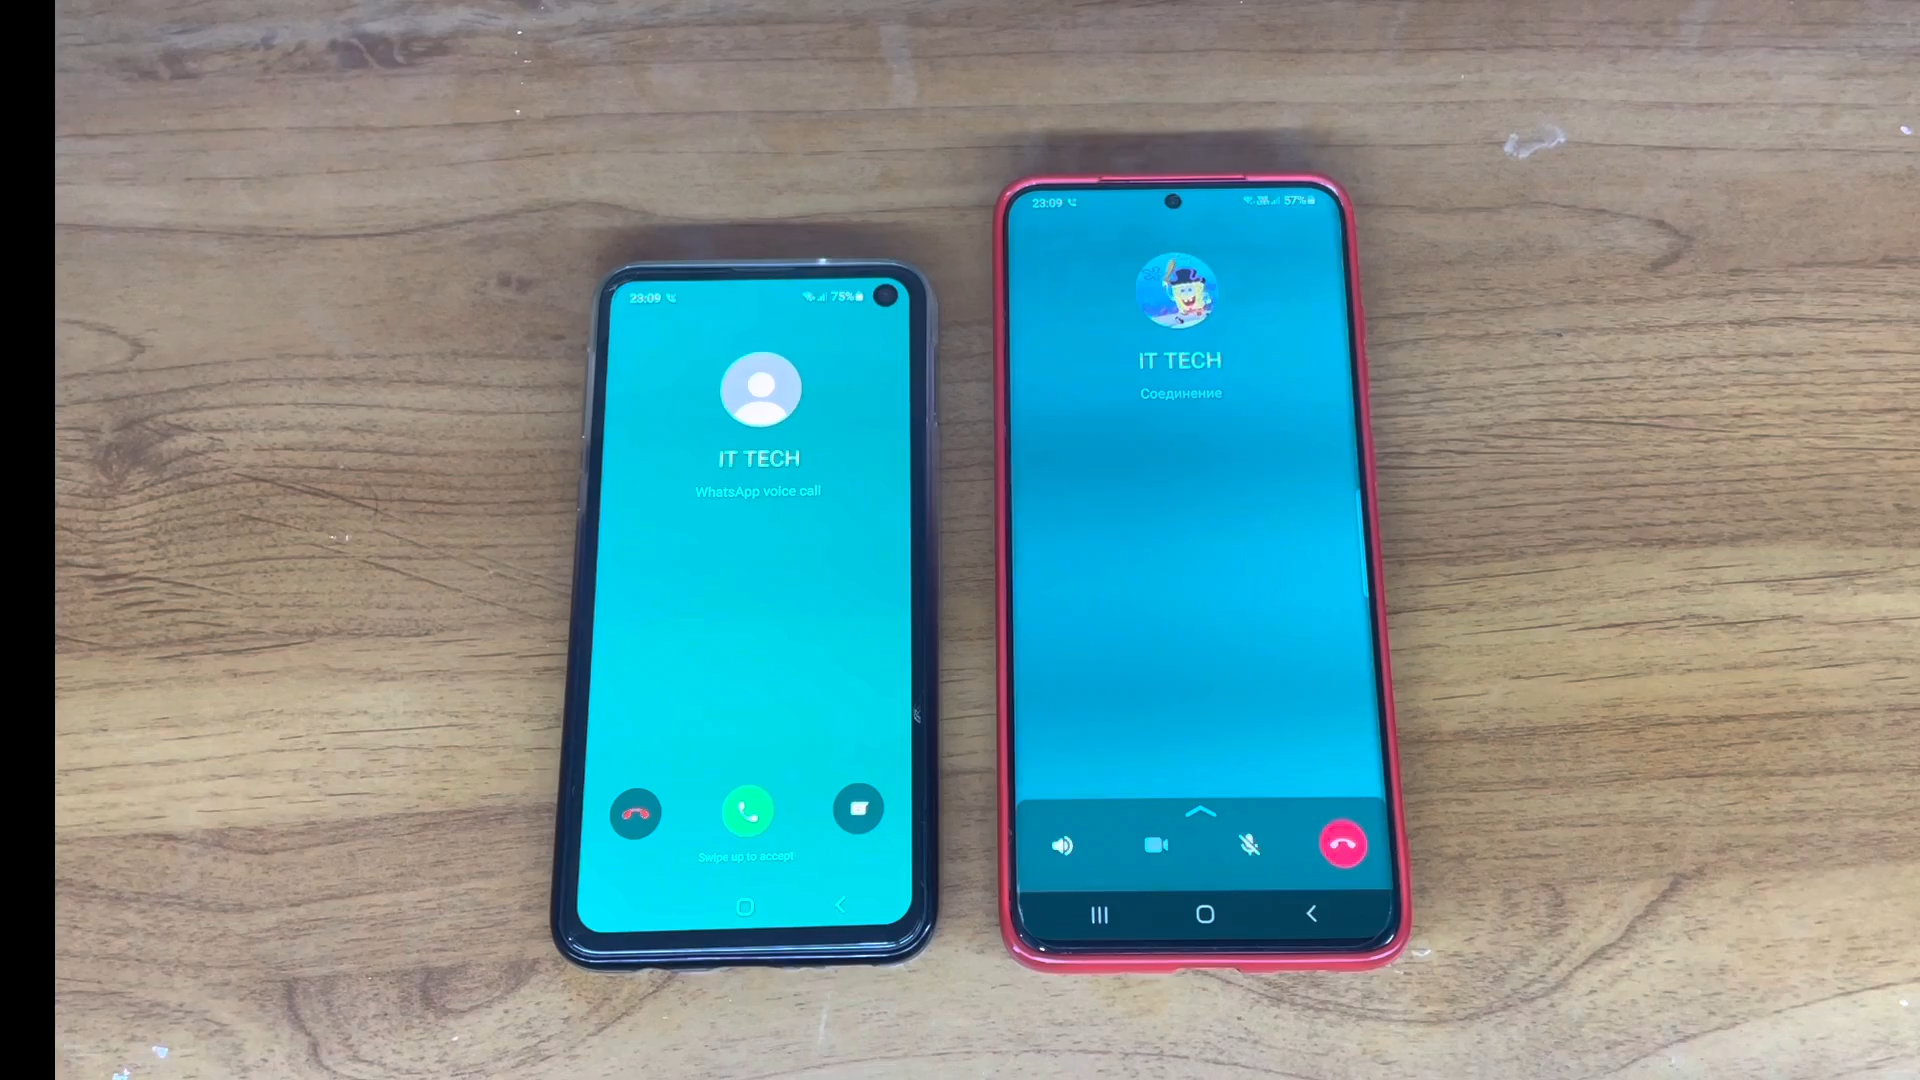 23:09
75%
IT TECH
WhatsApp voice call
Swipe up to accept
23:09
57%
IT TECH
Соединение